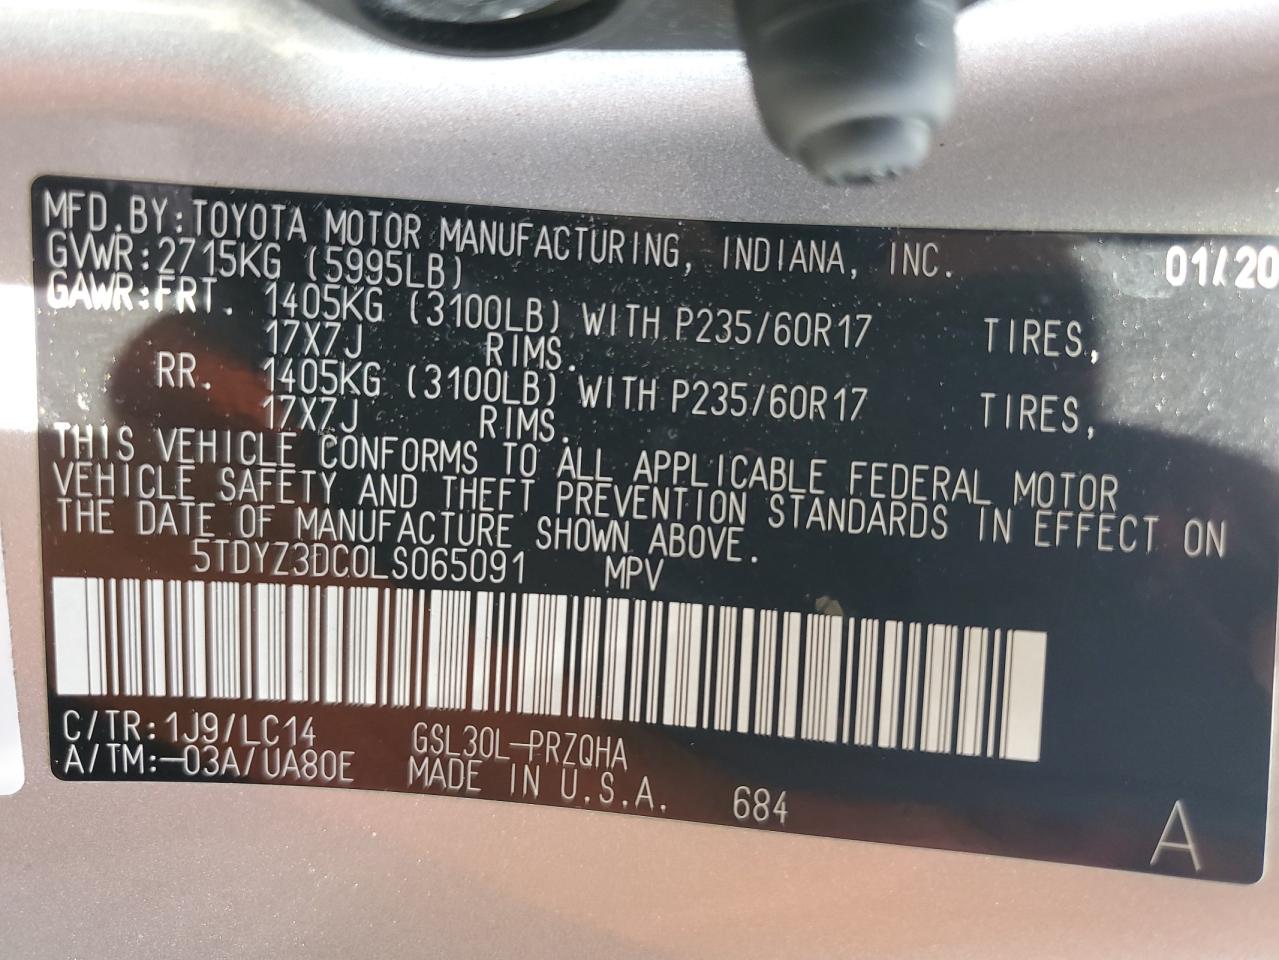 MFD.BY:TOYOTA MOTOR MANUFACTURING, INDIANA, INC. 01/20
GVWR:2715KG (5995LB)
GAWR:FRT. 1405KG (3100LB) WITH P235/60R17 TIRES,
17X7J RIMS.
RR. 1405KG (3100LB) WITH P235/60R17 TIRES,
17X7J RIMS.
THIS VEHICLE CONFORMS TO ALL APPLICABLE FEDERAL MOTOR
VEHICLE SAFETY AND THEFT PREVENTION STANDARDS IN EFFECT ON
THE DATE OF MANUFACTURE SHOWN ABOVE.
5TDYZ3DC0LS065091 MPV
C/TR:1J9/LC14 GSL30L-PRZQHA
A/TM:-03A/UA80E MADE IN U.S.A. 684
A